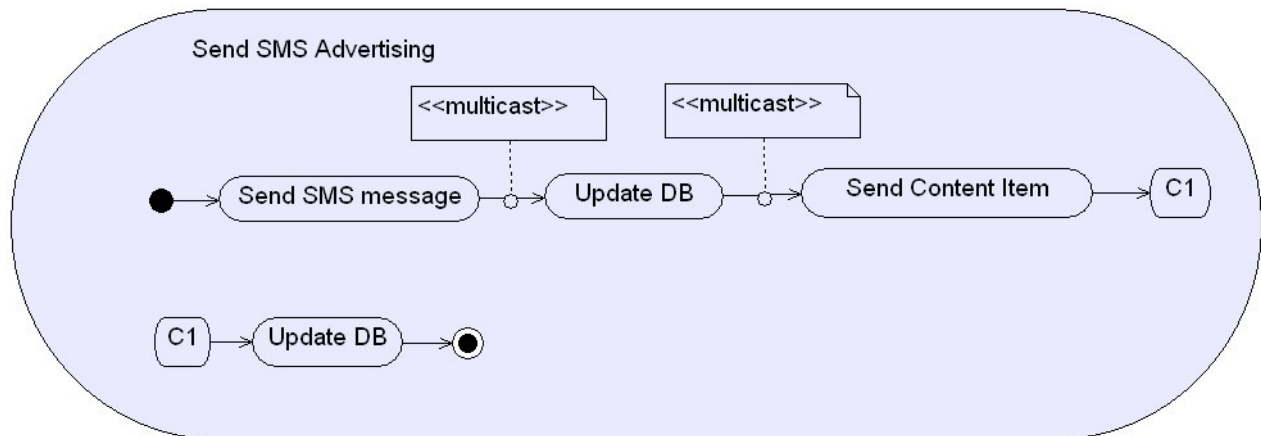 Send SMS Advertising
<<multicast>>
<<multicast>>
Send SMS message
Update DB
Send Content Item
C1
C1
Update DB